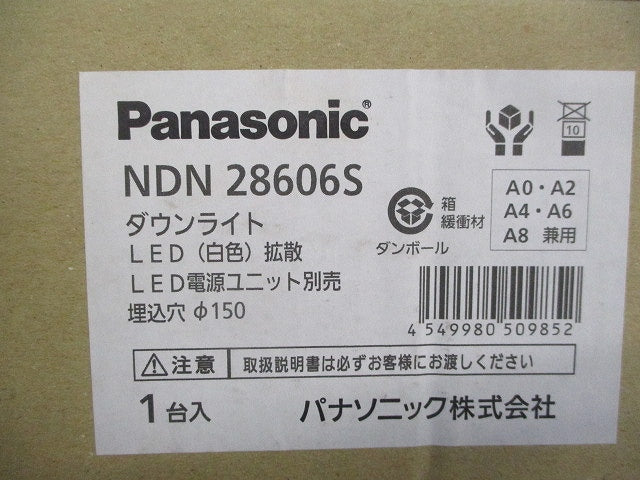 Panasonic®
NDN 28606S
ダウンライト
LED（白色）拡散
LED電源ユニット別売
埋込穴 φ150
10
箱
緩衝材
ダンボール
A0・A2
A4・A6
A8 兼用
4 549980 509852
注意 取扱説明書は必ずお客様にお渡しください
1台入
パナソニック株式会社